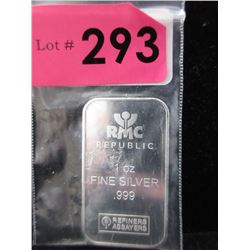 Lot # 293
RMC
REPUBLIC
1 oz
FINE SILVER
.999
REFINERS
ASSAYERS